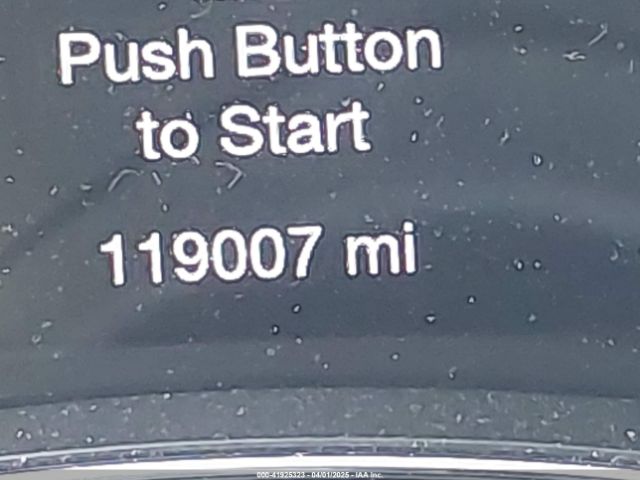 Push Button
to Start
119007 mi
000-41925323 - 04/01/2025 - IAA Inc.